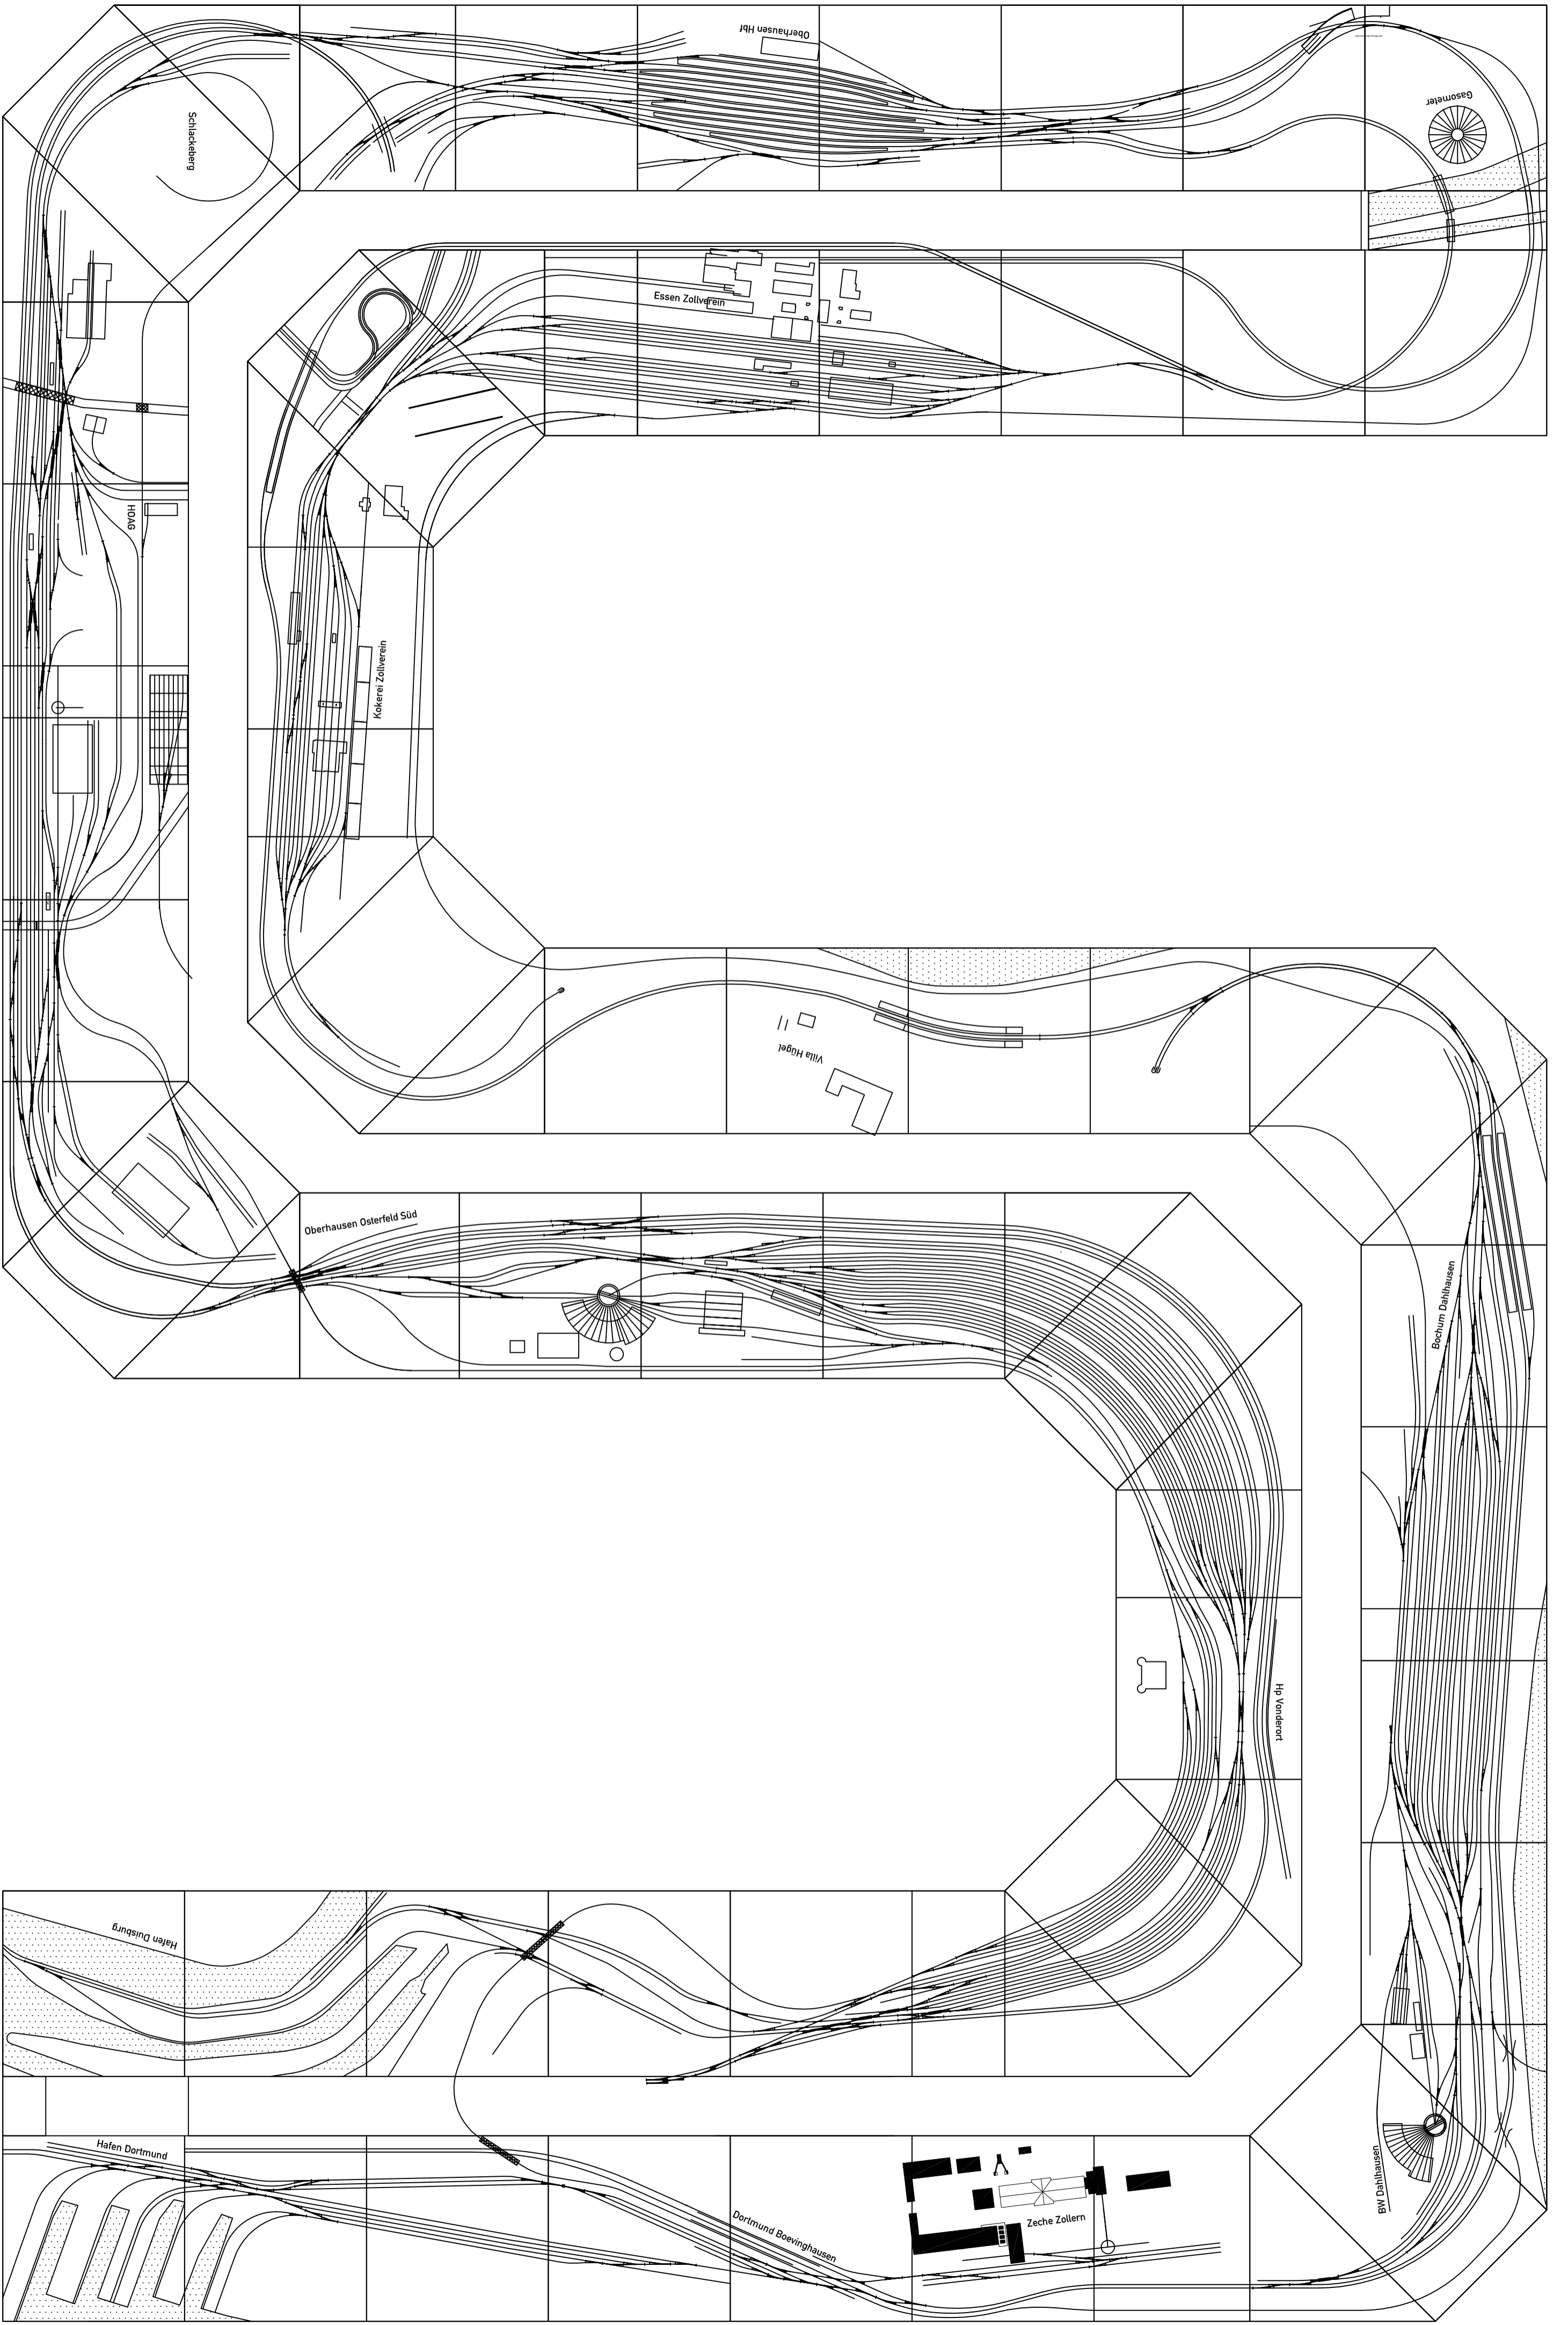 Oberhausen Hbf
Gasometer
Schlackeberg
Essen Zollverein
HOAG
Kokerei Zollverein
Villa Hügel
Oberhausen Osterfeld Süd
Bochum Dahlhausen
Hp Vonderort
Hafen Duisburg
Hafen Dortmund
Dortmund Boevinghausen
Zeche Zollern
BW Dahlhausen